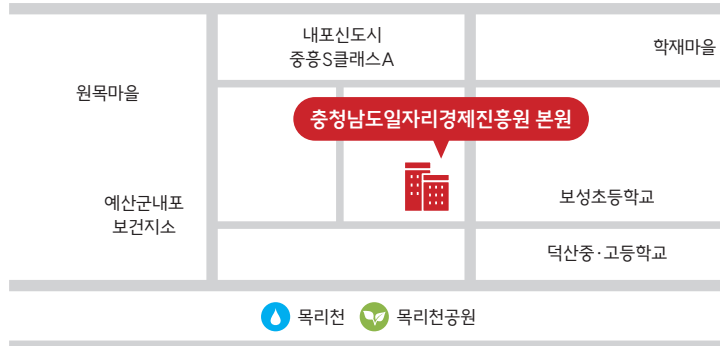 내포신도시
중흥S클래스A
학재마을
원목마을
충청남도일자리경제진흥원 본원
예산군내포
보건지소
보성초등학교
덕산중·고등학교
목리천
목리천공원